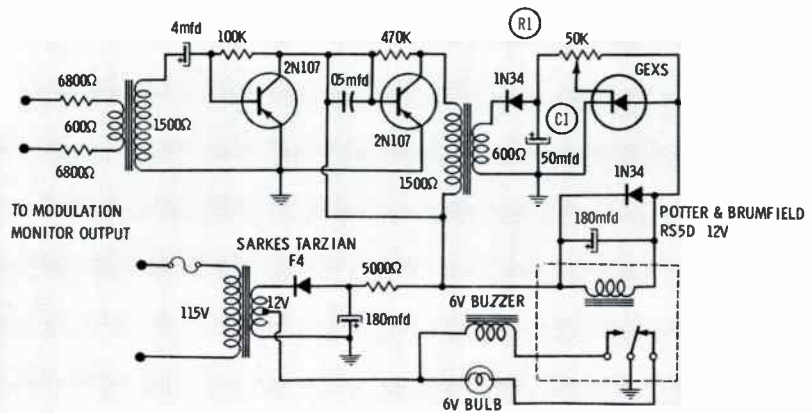 4mfd
100K
470K
R1
50K
2N107
1N34
GEXS
6800Ω
600Ω
6800Ω
1500Ω
05mfd
2N107
C1
1500Ω
600Ω
50mfd
1N34
TO MODULATION
MONITOR OUTPUT
180mfd
POTTER & BRUMFIELD
RS5D 12V
SARKES TARZIAN
F4
5000Ω
115V
12V
180mfd
6V BUZZER
6V BULB